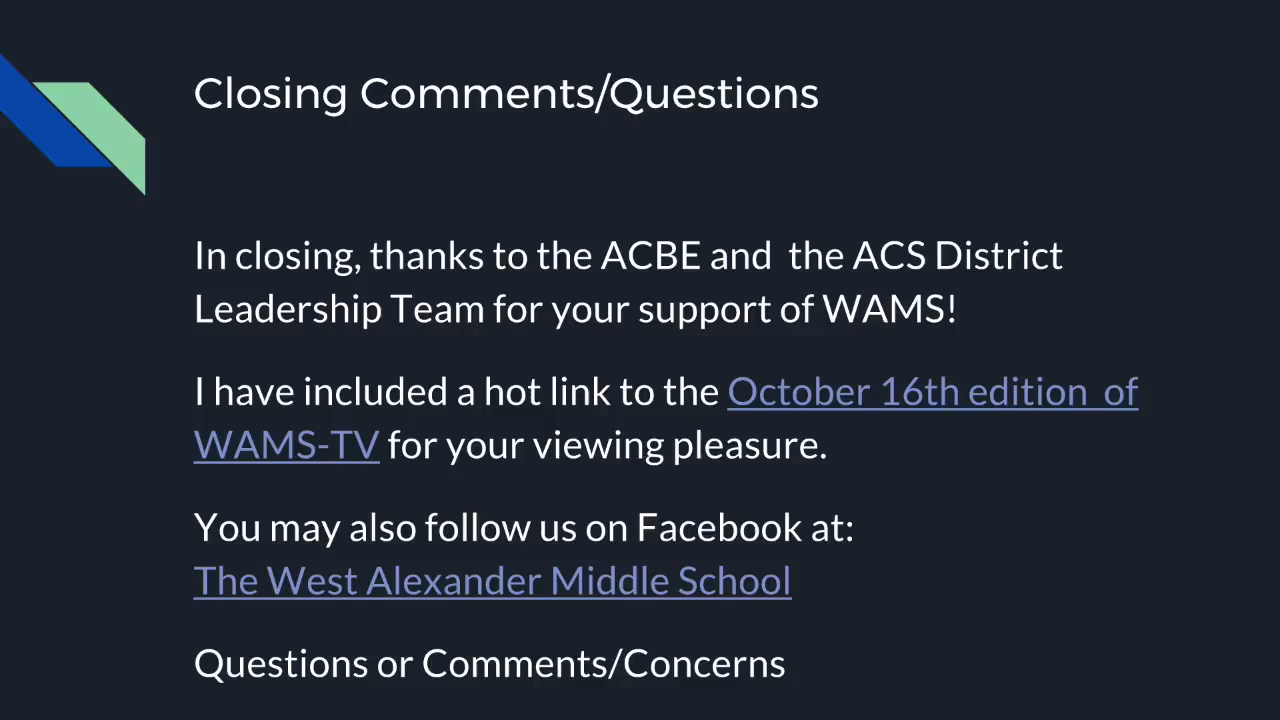 Closing Comments/Questions
In closing, thanks to the ACBE and  the ACS District
Leadership Team for your support of WAMS!
I have included a hot link to the October 16th edition  of
WAMS-TV for your viewing pleasure.
You may also follow us on Facebook at:
The West Alexander Middle School
Questions or Comments/Concerns